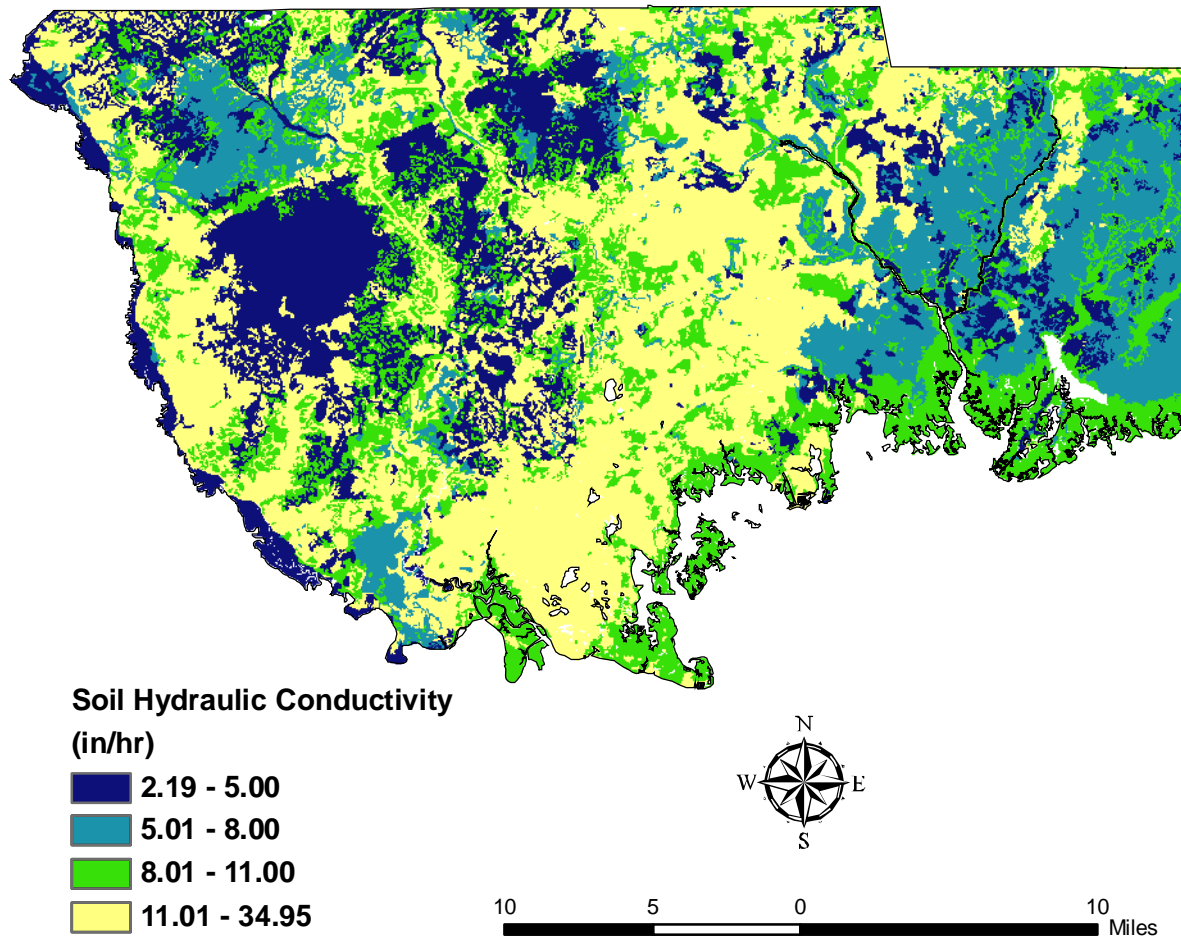 Soil Hydraulic Conductivity
(in/hr)
2.19 - 5.00
5.01 - 8.00
8.01 - 11.00
11.01 - 34.95
N
W E
S
10 5 0 10
Miles